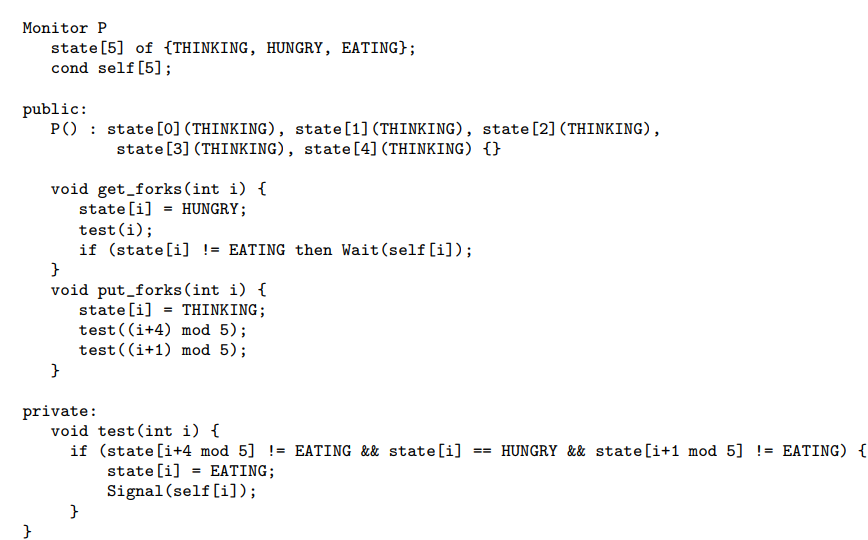 Monitor P
state[5] of {THINKING, HUNGRY, EATING};
cond self[5];
public:
P() : state[0](THINKING), state[1](THINKING), state[2](THINKING),
state[3](THINKING), state[4](THINKING) {}
void get_forks(int i) {
state[i] = HUNGRY;
test(i);
if (state[i] != EATING then Wait(self[i]);
}
void put_forks(int i) {
state[i] = THINKING;
test((i+4) mod 5);
test((i+1) mod 5);
}
private:
void test(int i) {
if (state[i+4 mod 5] != EATING && state[i] == HUNGRY && state[i+1 mod 5] != EATING) {
state[i] = EATING;
Signal(self[i]);
}
}